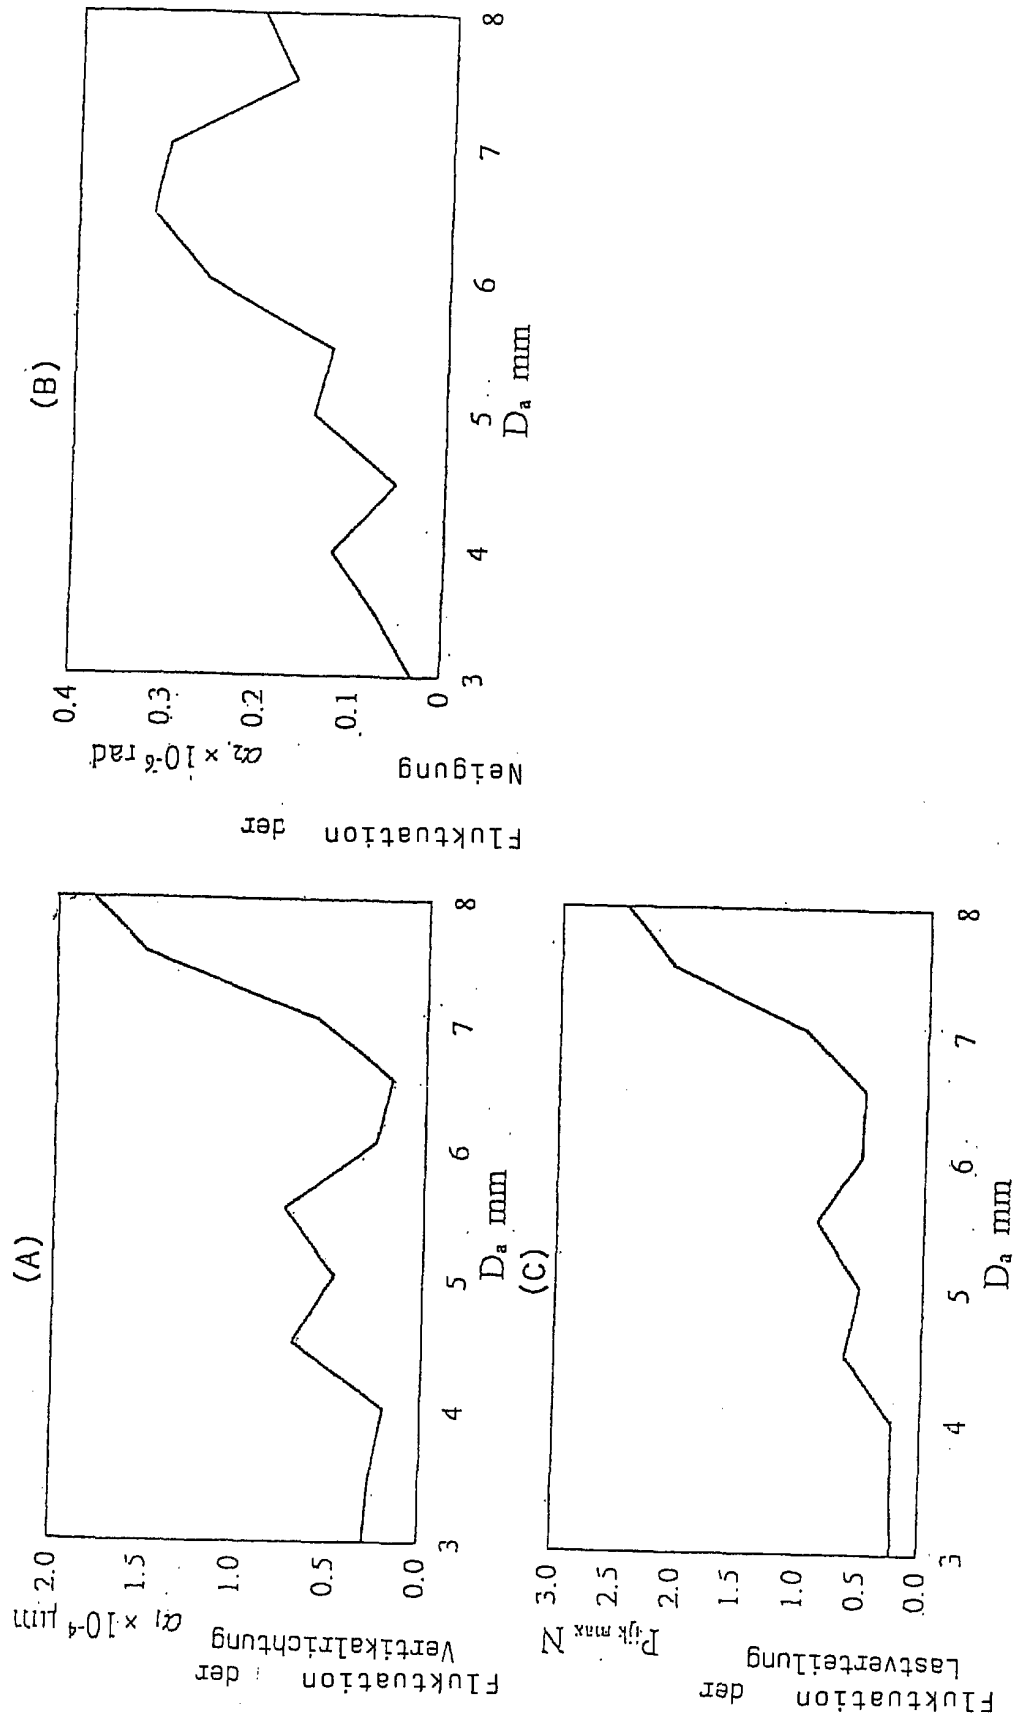 (A)
Fluktuation der
Vertikalrichtung
α₁ × 10⁻⁴ μm
2.0
1.0
1.0
0.5
0.0
3 4 5 6 7 8
Dₐ mm
(B)
Fluktuation der
Neigung
α₂ × 10⁻⁶ rad
0.4
0.3
0.2
0.1
0
3 4 5 6 7 8
Dₐ mm
(C)
Fluktuation der
Lastverteilung
Pijk max N
3.0
2.5
2.0
1.5
1.0
0.5
0.0
3 4 5 6 7 8
Dₐ mm